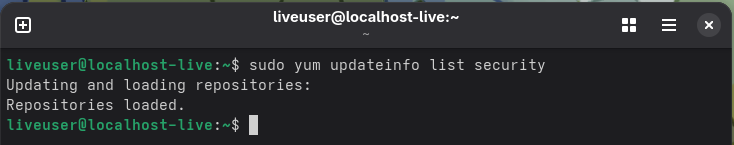 liveuser@localhost-live:~
~
liveuser@localhost-live:~$ sudo yum updateinfo list security
Updating and loading repositories:
Repositories loaded.
liveuser@localhost-live:~$